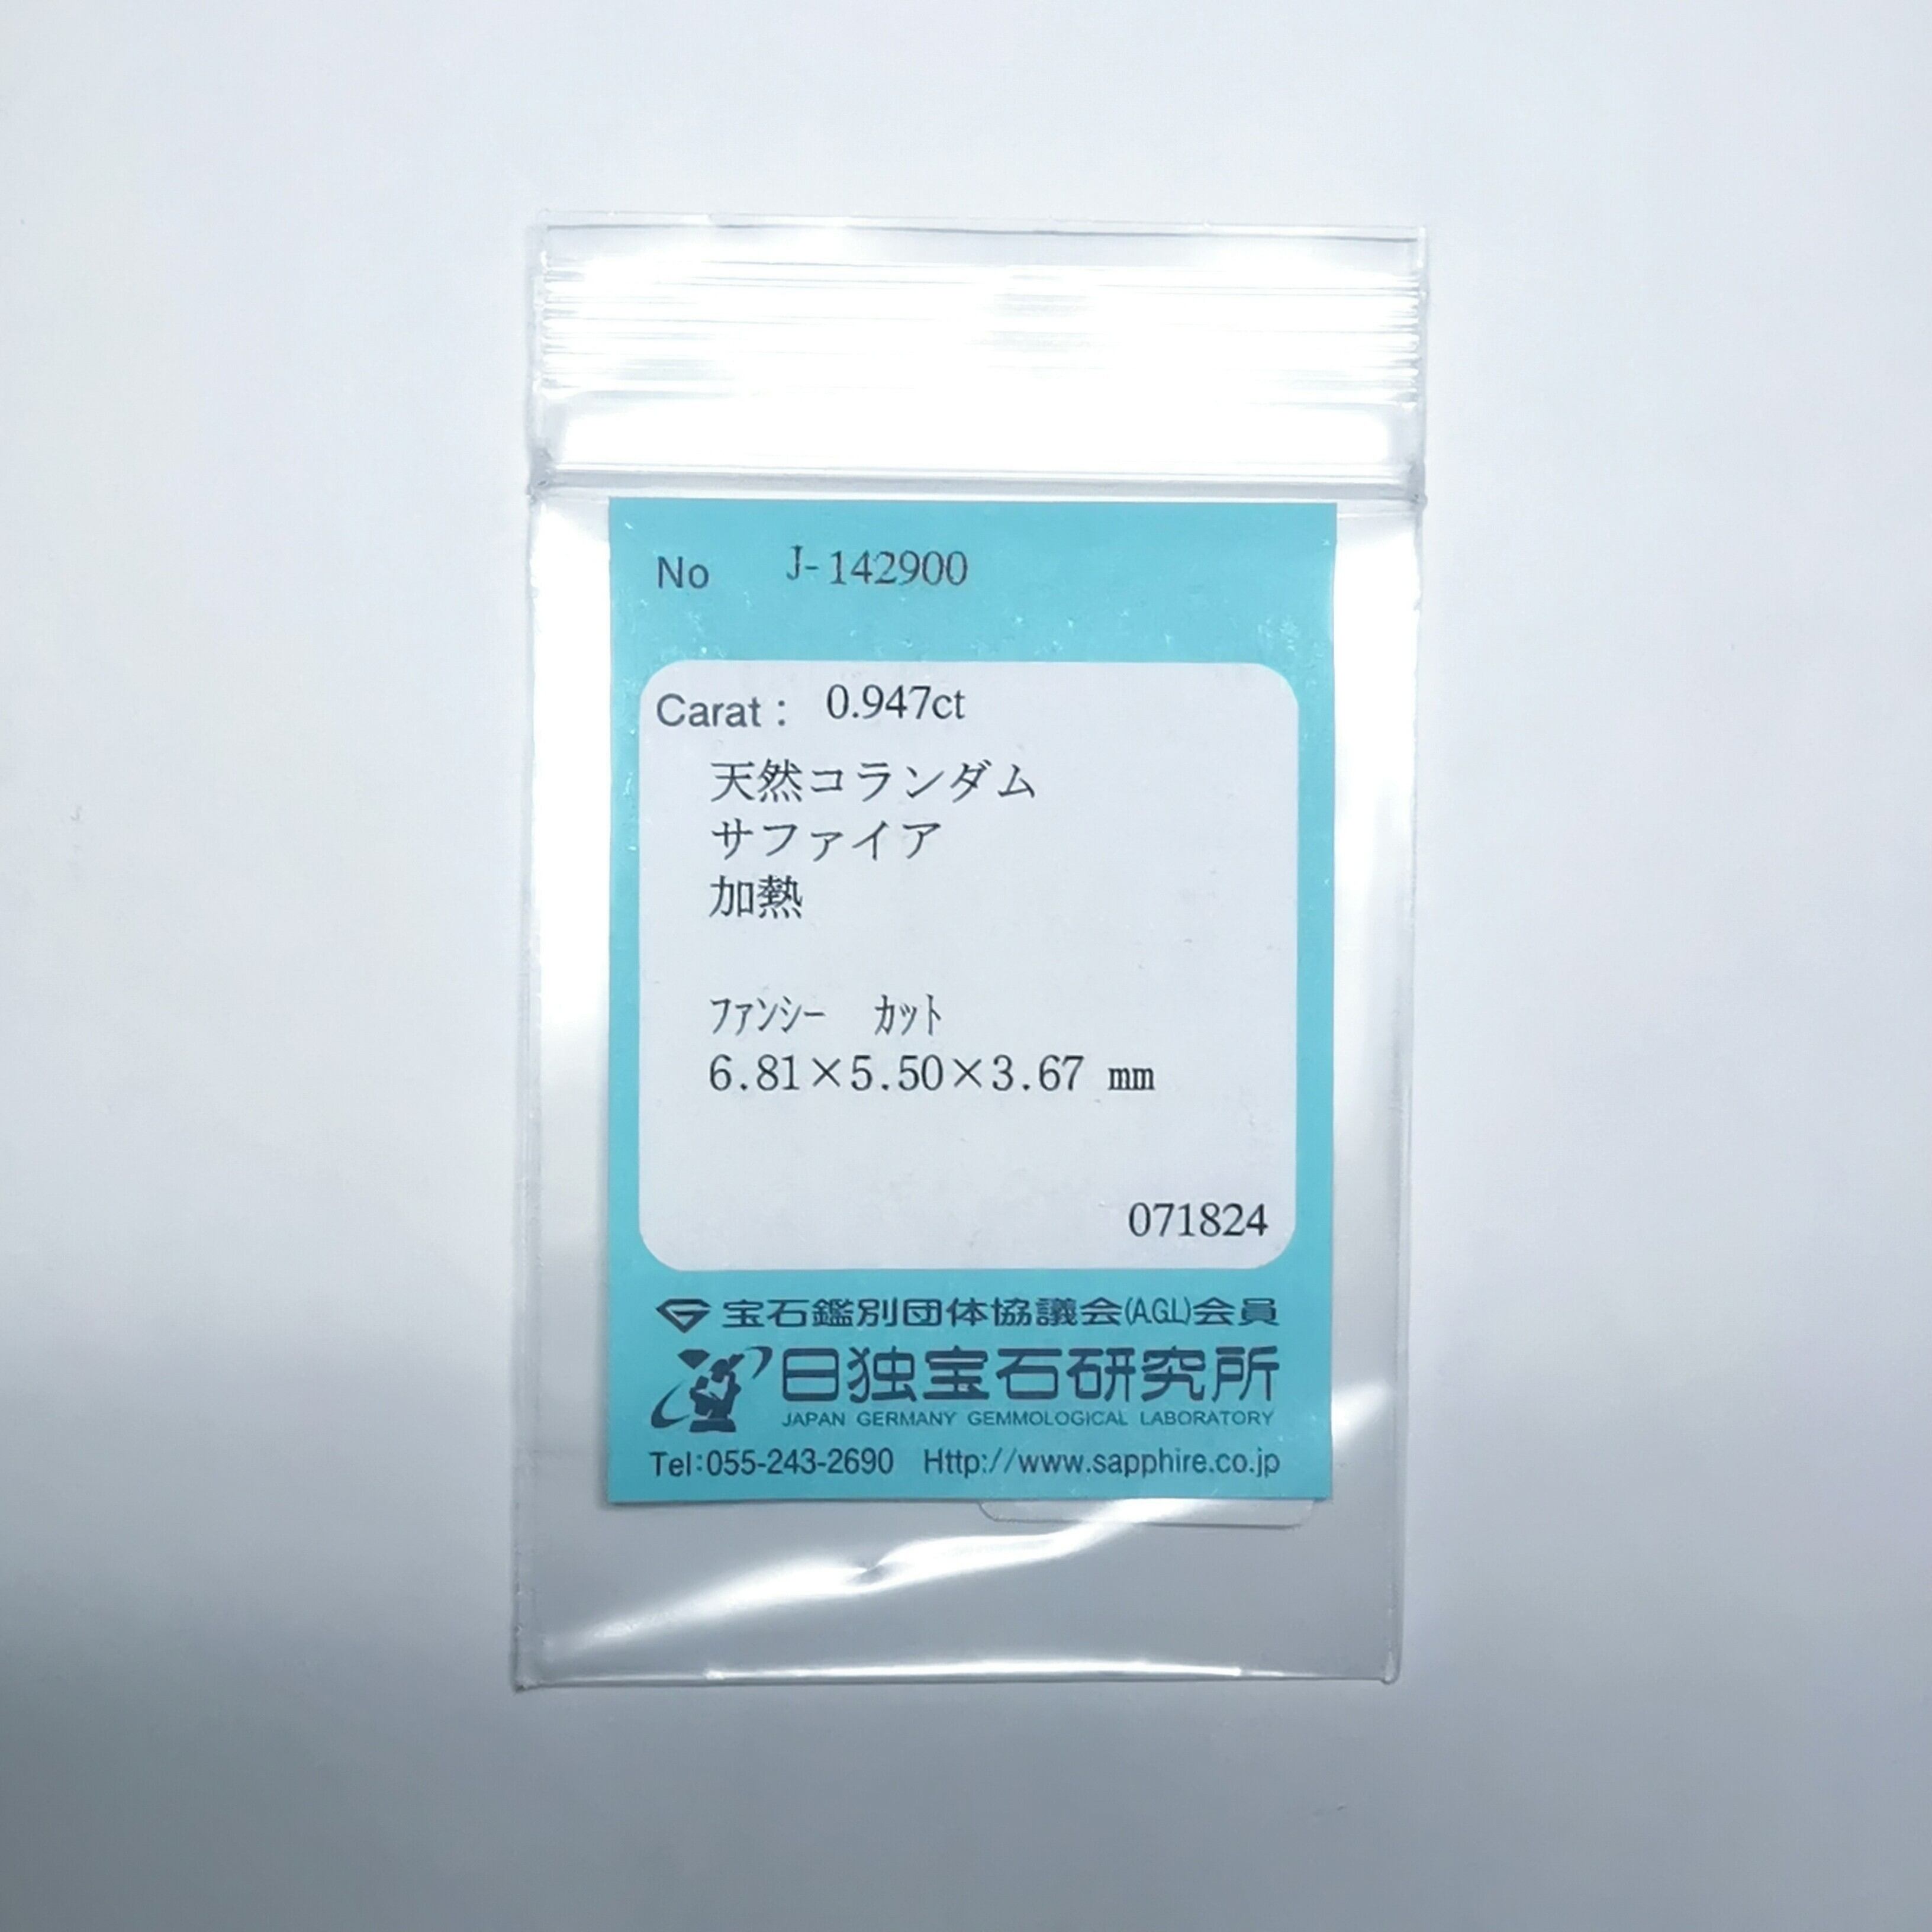 No J-142900
Carat : 0.947ct
天然コランダム
サファイア
加熱
ﾌｧﾝｼｰ ｶｯﾄ
6.81×5.50×3.67 mm
071824
宝石鑑別団体協議会(AGL)会員
日独宝石研究所
JAPAN GERMANY GEMMOLOGICAL LABORATORY
Tel:055-243-2690 Http://www.sapphire.co.jp